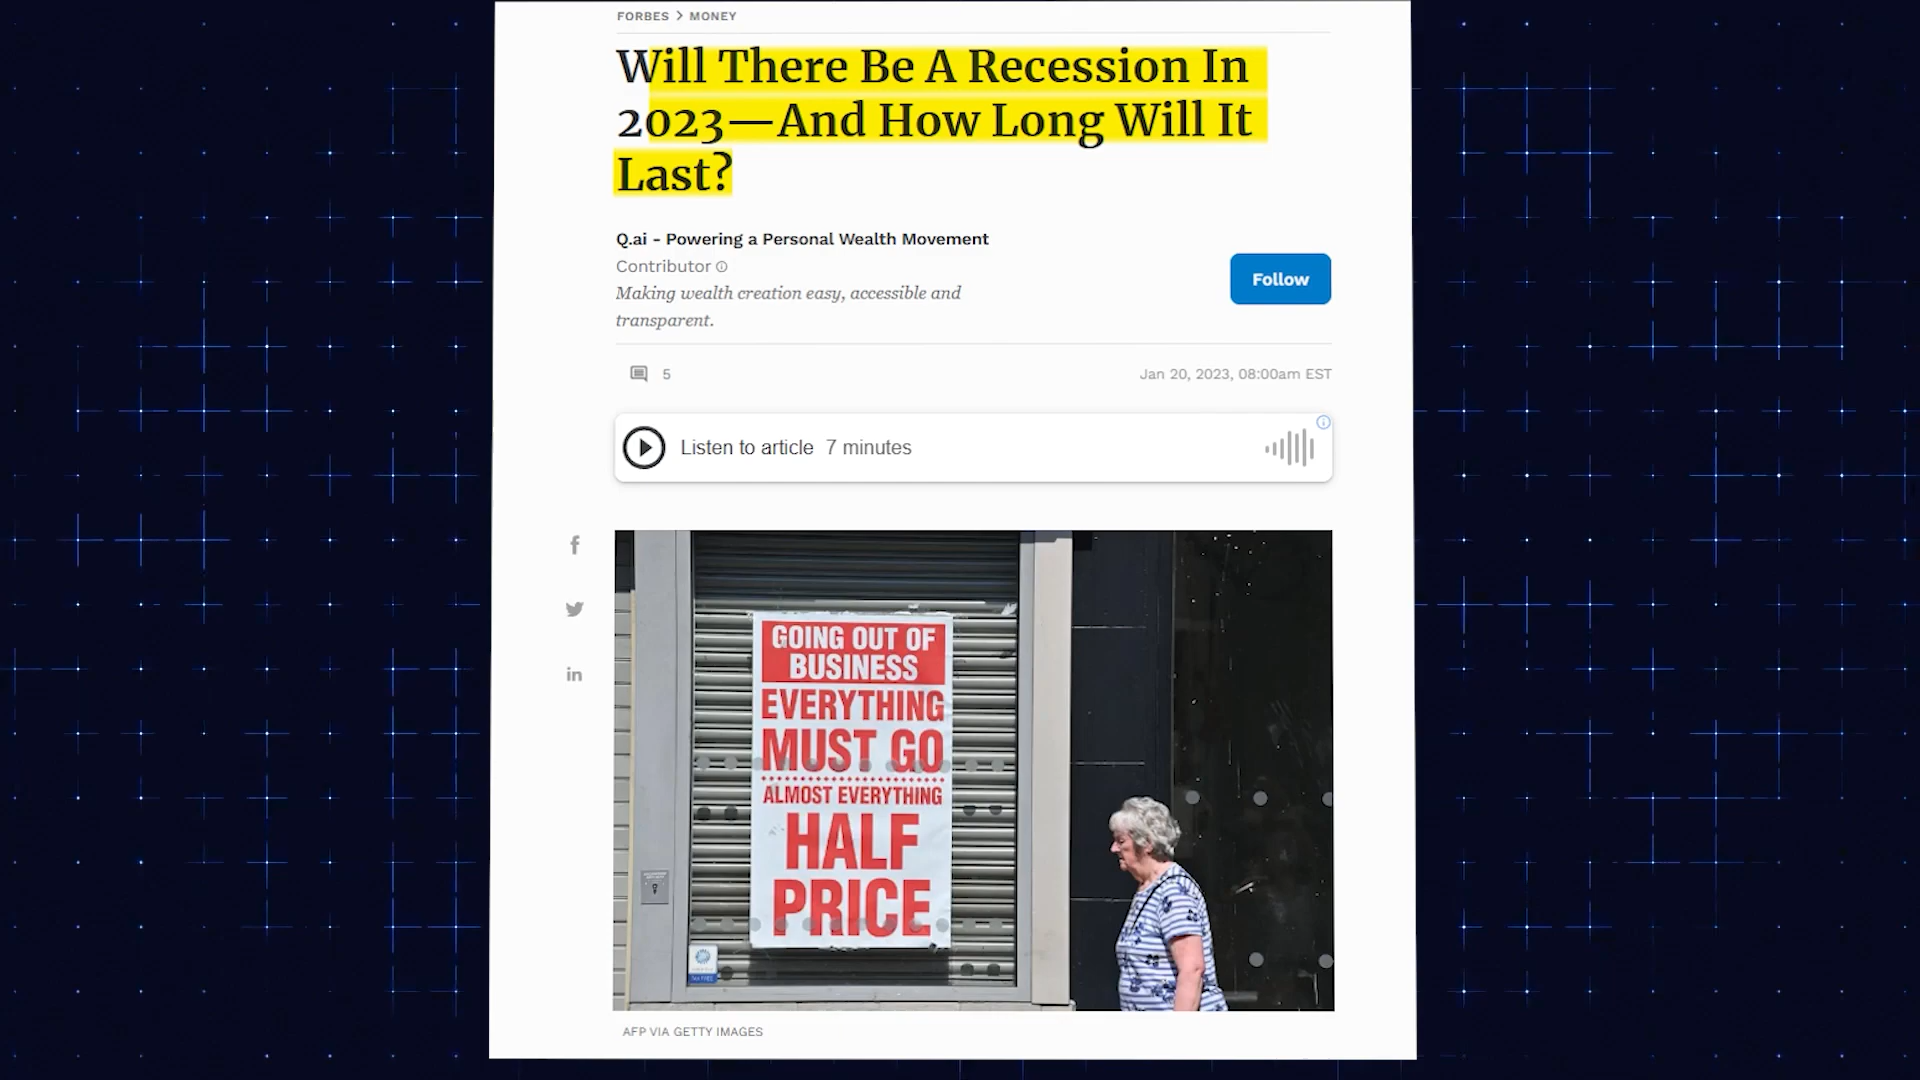 FORBES > MONEY
Will There Be A Recession In
2023—And How Long Will It
Last?
Q.ai - Powering a Personal Wealth Movement
Contributor
Making wealth creation easy, accessible and
transparent.
Follow
5
Jan 20, 2023, 08:00am EST
Listen to article 7 minutes
GOING OUT OF
BUSINESS
EVERYTHING
MUST GO
ALMOST EVERYTHING
HALF
PRICE
AFP VIA GETTY IMAGES